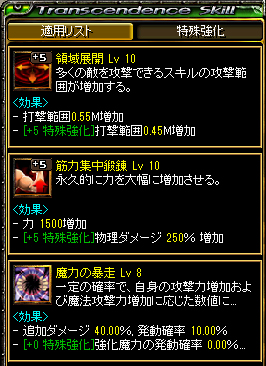 Transcendence Skill
適用リスト
特殊強化
+5
領域展開 Lv 10
多くの敵を攻撃できるスキルの攻撃範
囲が増加する。
<効果>
- 打撃範囲0.55M増加
- [+5 特殊強化]打撃範囲0.45M増加
+5
筋力集中鍛錬 Lv 10
永久的に力を大幅に増加させる。
<効果>
- 力 1500増加
- [+5 特殊強化]物理ダメージ 250% 増加
魔力の暴走 Lv 8
一定の確率で、自身の攻撃力増加およ
び魔法攻撃力増加に応じた数値に...
<効果>
- 追加ダメージ 40.00%, 発動確率 10.00%
- [+0 特殊強化]強化魔力の発動確率 0.00%...